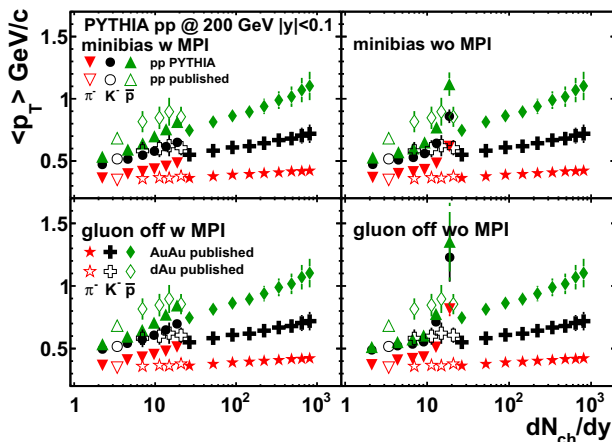 PYTHIA pp @ 200 GeV |y|<0.1
minibias w MPI
pp PYTHIA
pp published
π⁻ K⁻ p̅
minibias wo MPI
<p_T> GeV/c
1.5
1
0.5
gluon off w MPI
AuAu published
dAu published
π⁻ K⁻ p̅
gluon off wo MPI
1.5
1
0.5
1 10 10² 10³
1 10 10² 10³
dN_ch/dy